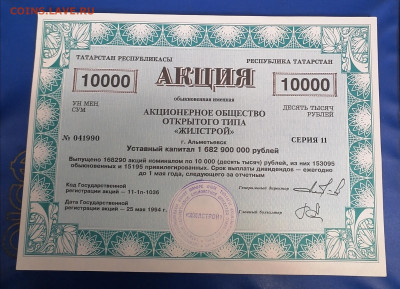 COINS.LAVE.RU
ТАТАРСТАН РЕСПУБЛИКАСЫ
РЕСПУБЛИКА ТАТАРСТАН
10000
АКЦИЯ
10000
обыкновенная именная
УН МЕҢ
СУМ
ДЕСЯТЬ ТЫСЯЧ
РУБЛЕЙ
АКЦИОНЕРНОЕ ОБЩЕСТВО
ОТКРЫТОГО ТИПА
«ЖИЛСТРОЙ»
№ 041990
г. Альметьевск
СЕРИЯ 11
Уставный капитал 1 682 900 000 рублей
Выпущено 168290 акций номиналом по 10 000 (десять тысяч) рублей, из них 153095
обыкновенных и 15195 привилегированных. Срок выплаты дивидендов — ежегодно
до 1 мая года, следующего за отчетным
Код Государственной
регистрации акций — 11-1п-1026
Генеральный директор
Дата Государственной
регистрации акций — 25 мая 1994 г.
Главный бухгалтер